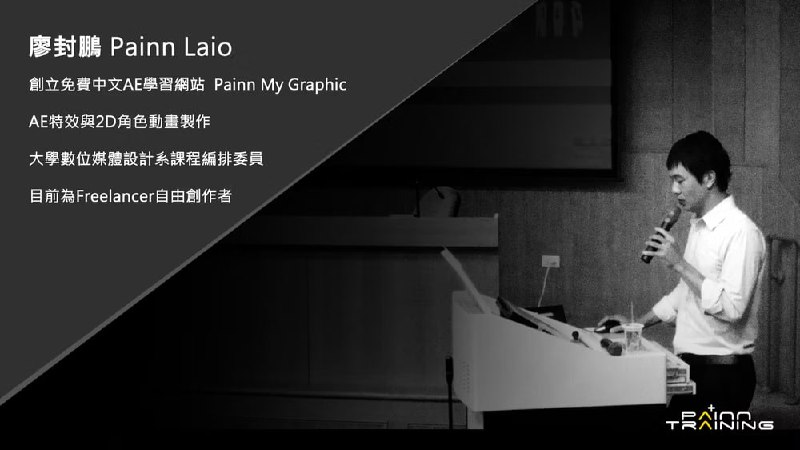 廖封鵬 Painn Laio
創立免費中文AE學習網站 Painn My Graphic
AE特效與2D角色動畫製作
大學數位媒體設計系課程編排委員
目前為Freelancer自由創作者
PAINN
TRAINING